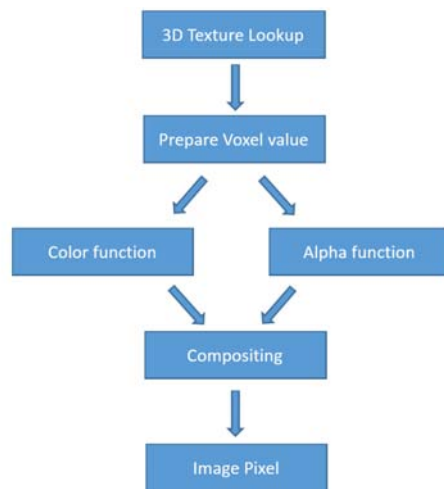 3D Texture Lookup
Prepare Voxel value
Color function
Alpha function
Compositing
Image Pixel